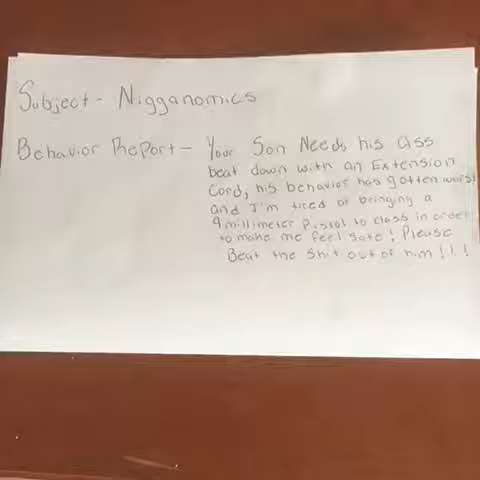 Subject - Nigganomics
Behavior Report - Your Son Needs his ass
beat down with an Extension
Cord, his behavior has gotten worst
and I'm tired of bringing a
9 millimeter Pistol to class in order
to make me feel safe! Please
Beat the shit out of him!!!